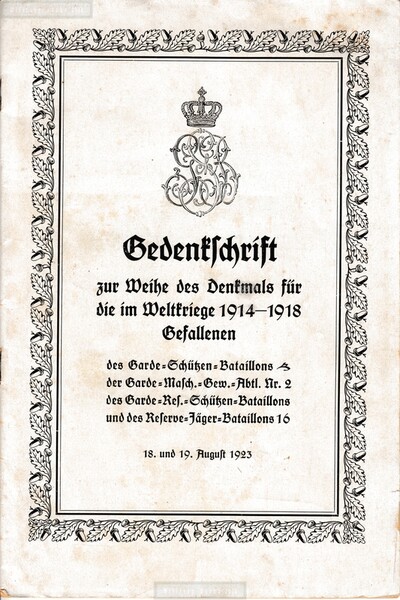 Gedenkschrift
zur Weihe des Denkmals für
die im Weltkriege 1914–1918
Gefallenen
des Garde-Schützen-Bataillons
der Garde-Masch.-Gew.-Abtl. Nr. 2
des Garde-Res.-Schützen-Bataillons
und des Reserve-Jäger-Bataillons 16
18. und 19. August 1923